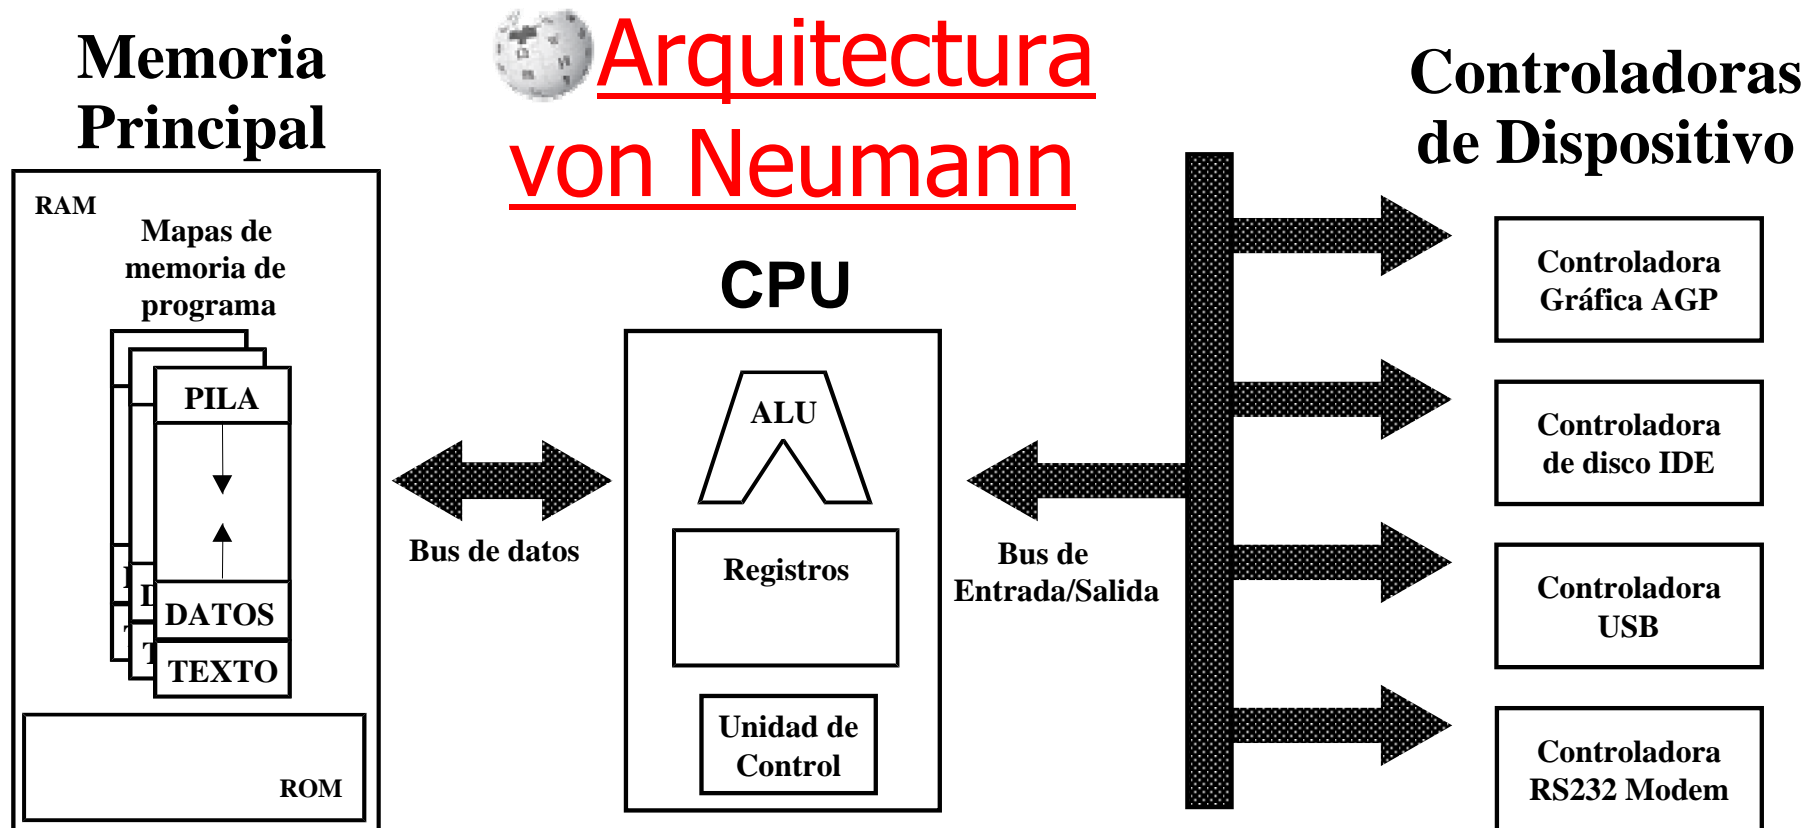 Memoria
Principal
Arquitectura
von Neumann
Controladoras
de Dispositivo
RAM
Mapas de
memoria de
programa
PILA
DATOS
TEXTO
ROM
Bus de datos
CPU
ALU
Registros
Unidad de
Control
Bus de
Entrada/Salida
Controladora
Gráfica AGP
Controladora
de disco IDE
Controladora
USB
Controladora
RS232 Modem